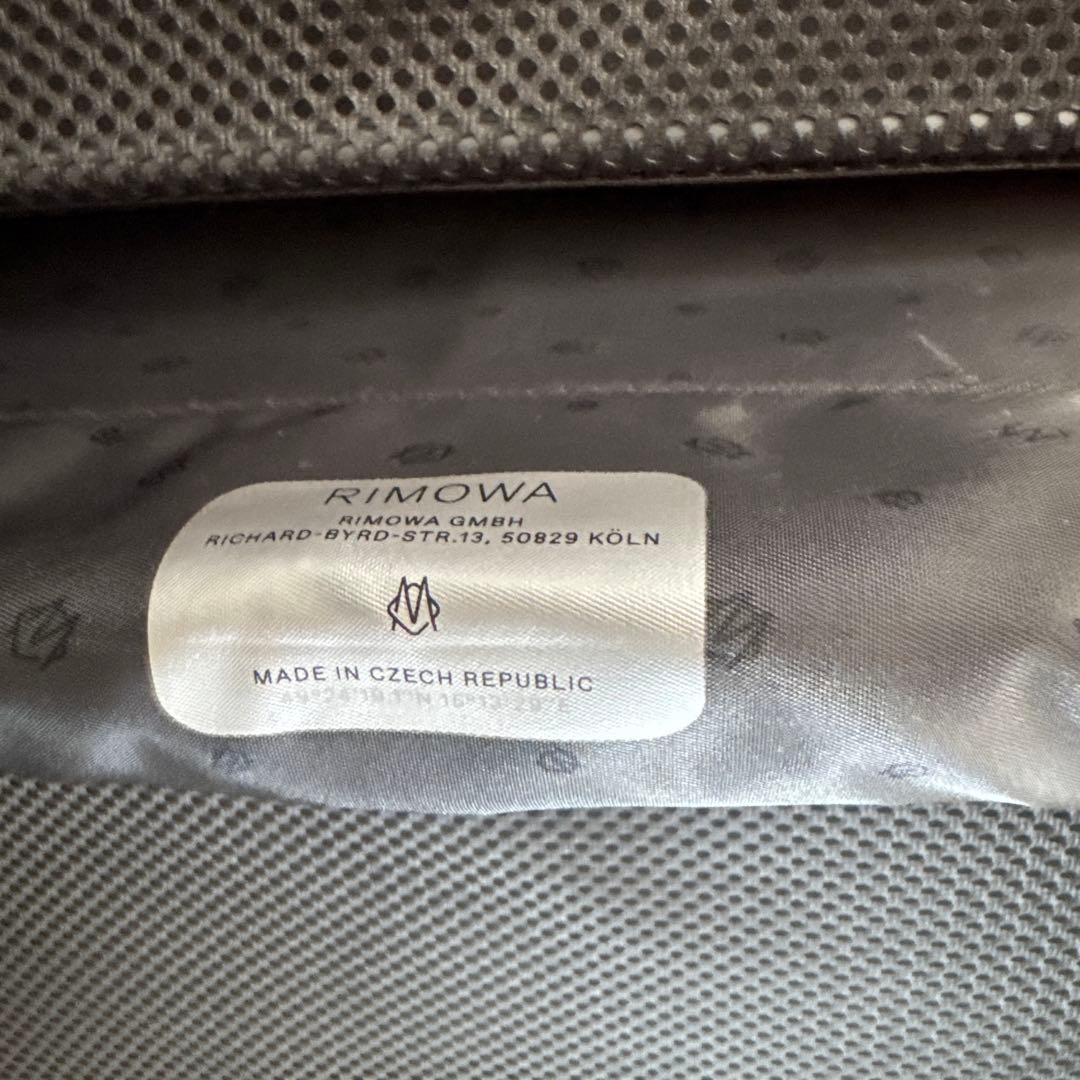 RIMOWA
RIMOWA GMBH
RICHARD-BYRD-STR.13, 50829 KÖLN
MADE IN CZECH REPUBLIC